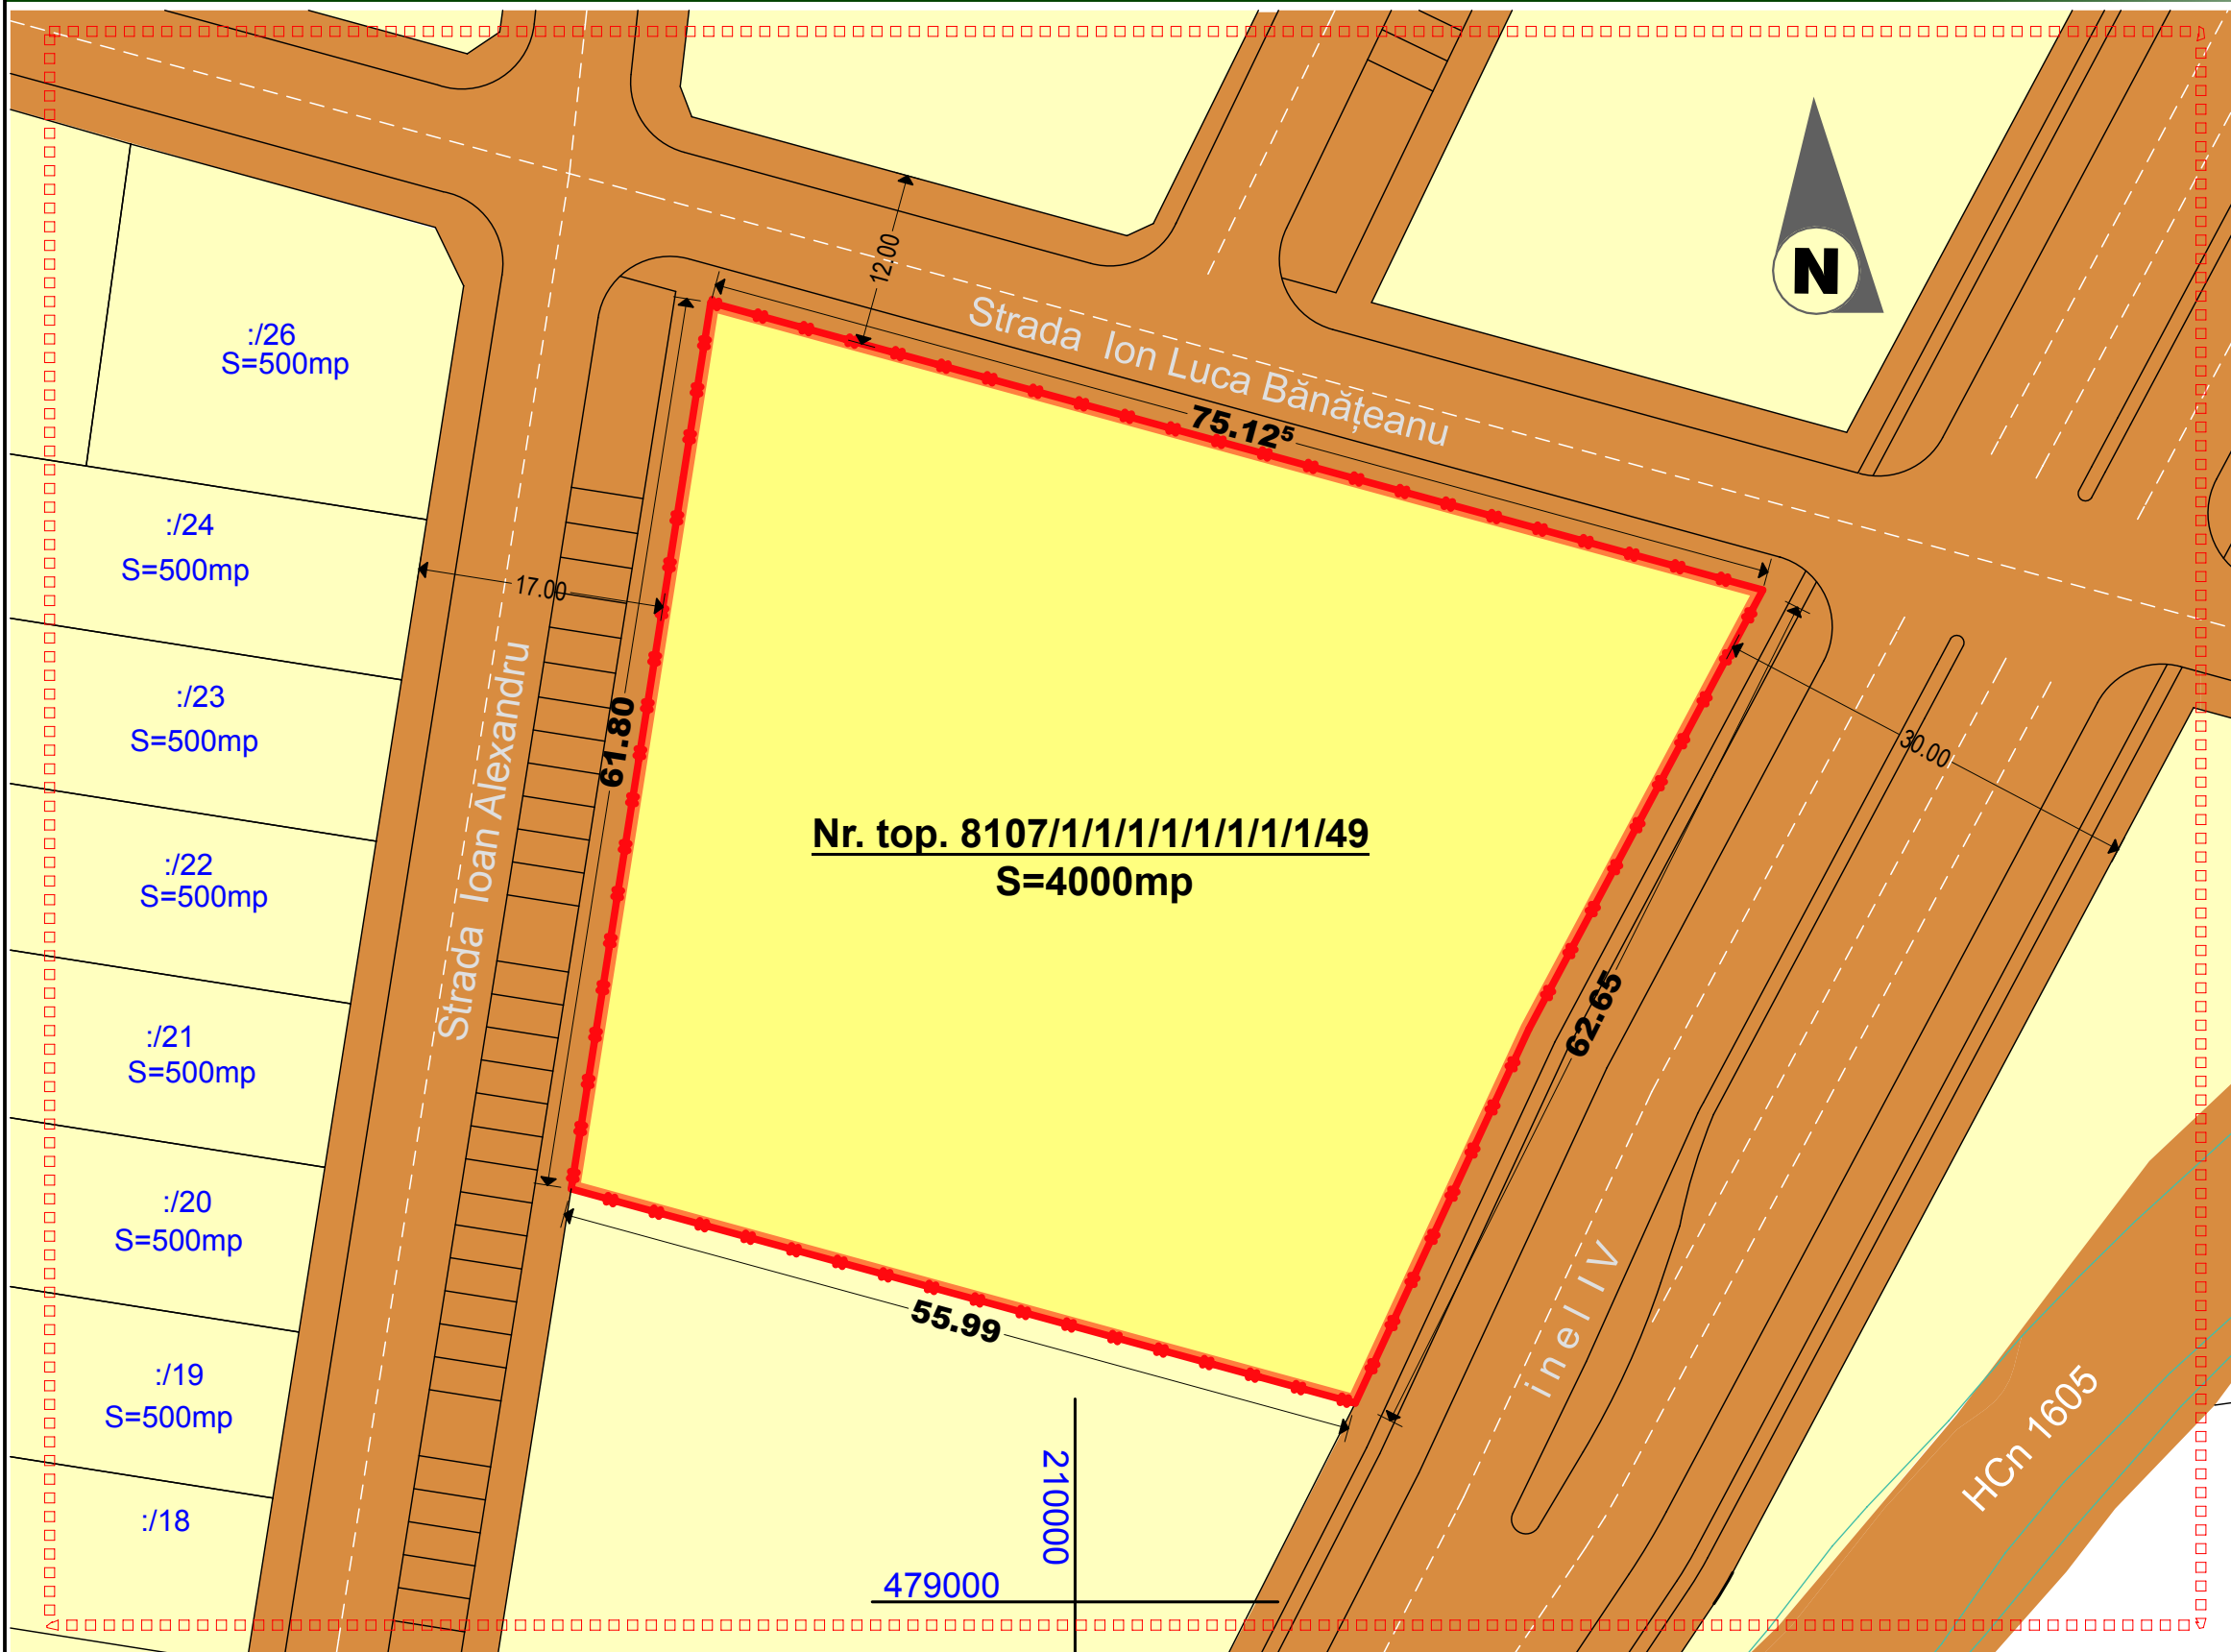 N
12.00
Strada Ion Luca Bănățeanu
75.12⁵
:/26
S=500mp
:/24
S=500mp
17.00
:/23
S=500mp
Strada Ioan Alexandru
61.80
30.00
:/22
S=500mp
Nr. top. 8107/1/1/1/1/1/1/1/1/49
S=4000mp
62.65
:/21
S=500mp
:/20
S=500mp
55.99
inel IV
:/19
S=500mp
HCn 1605
:/18
210000
479000